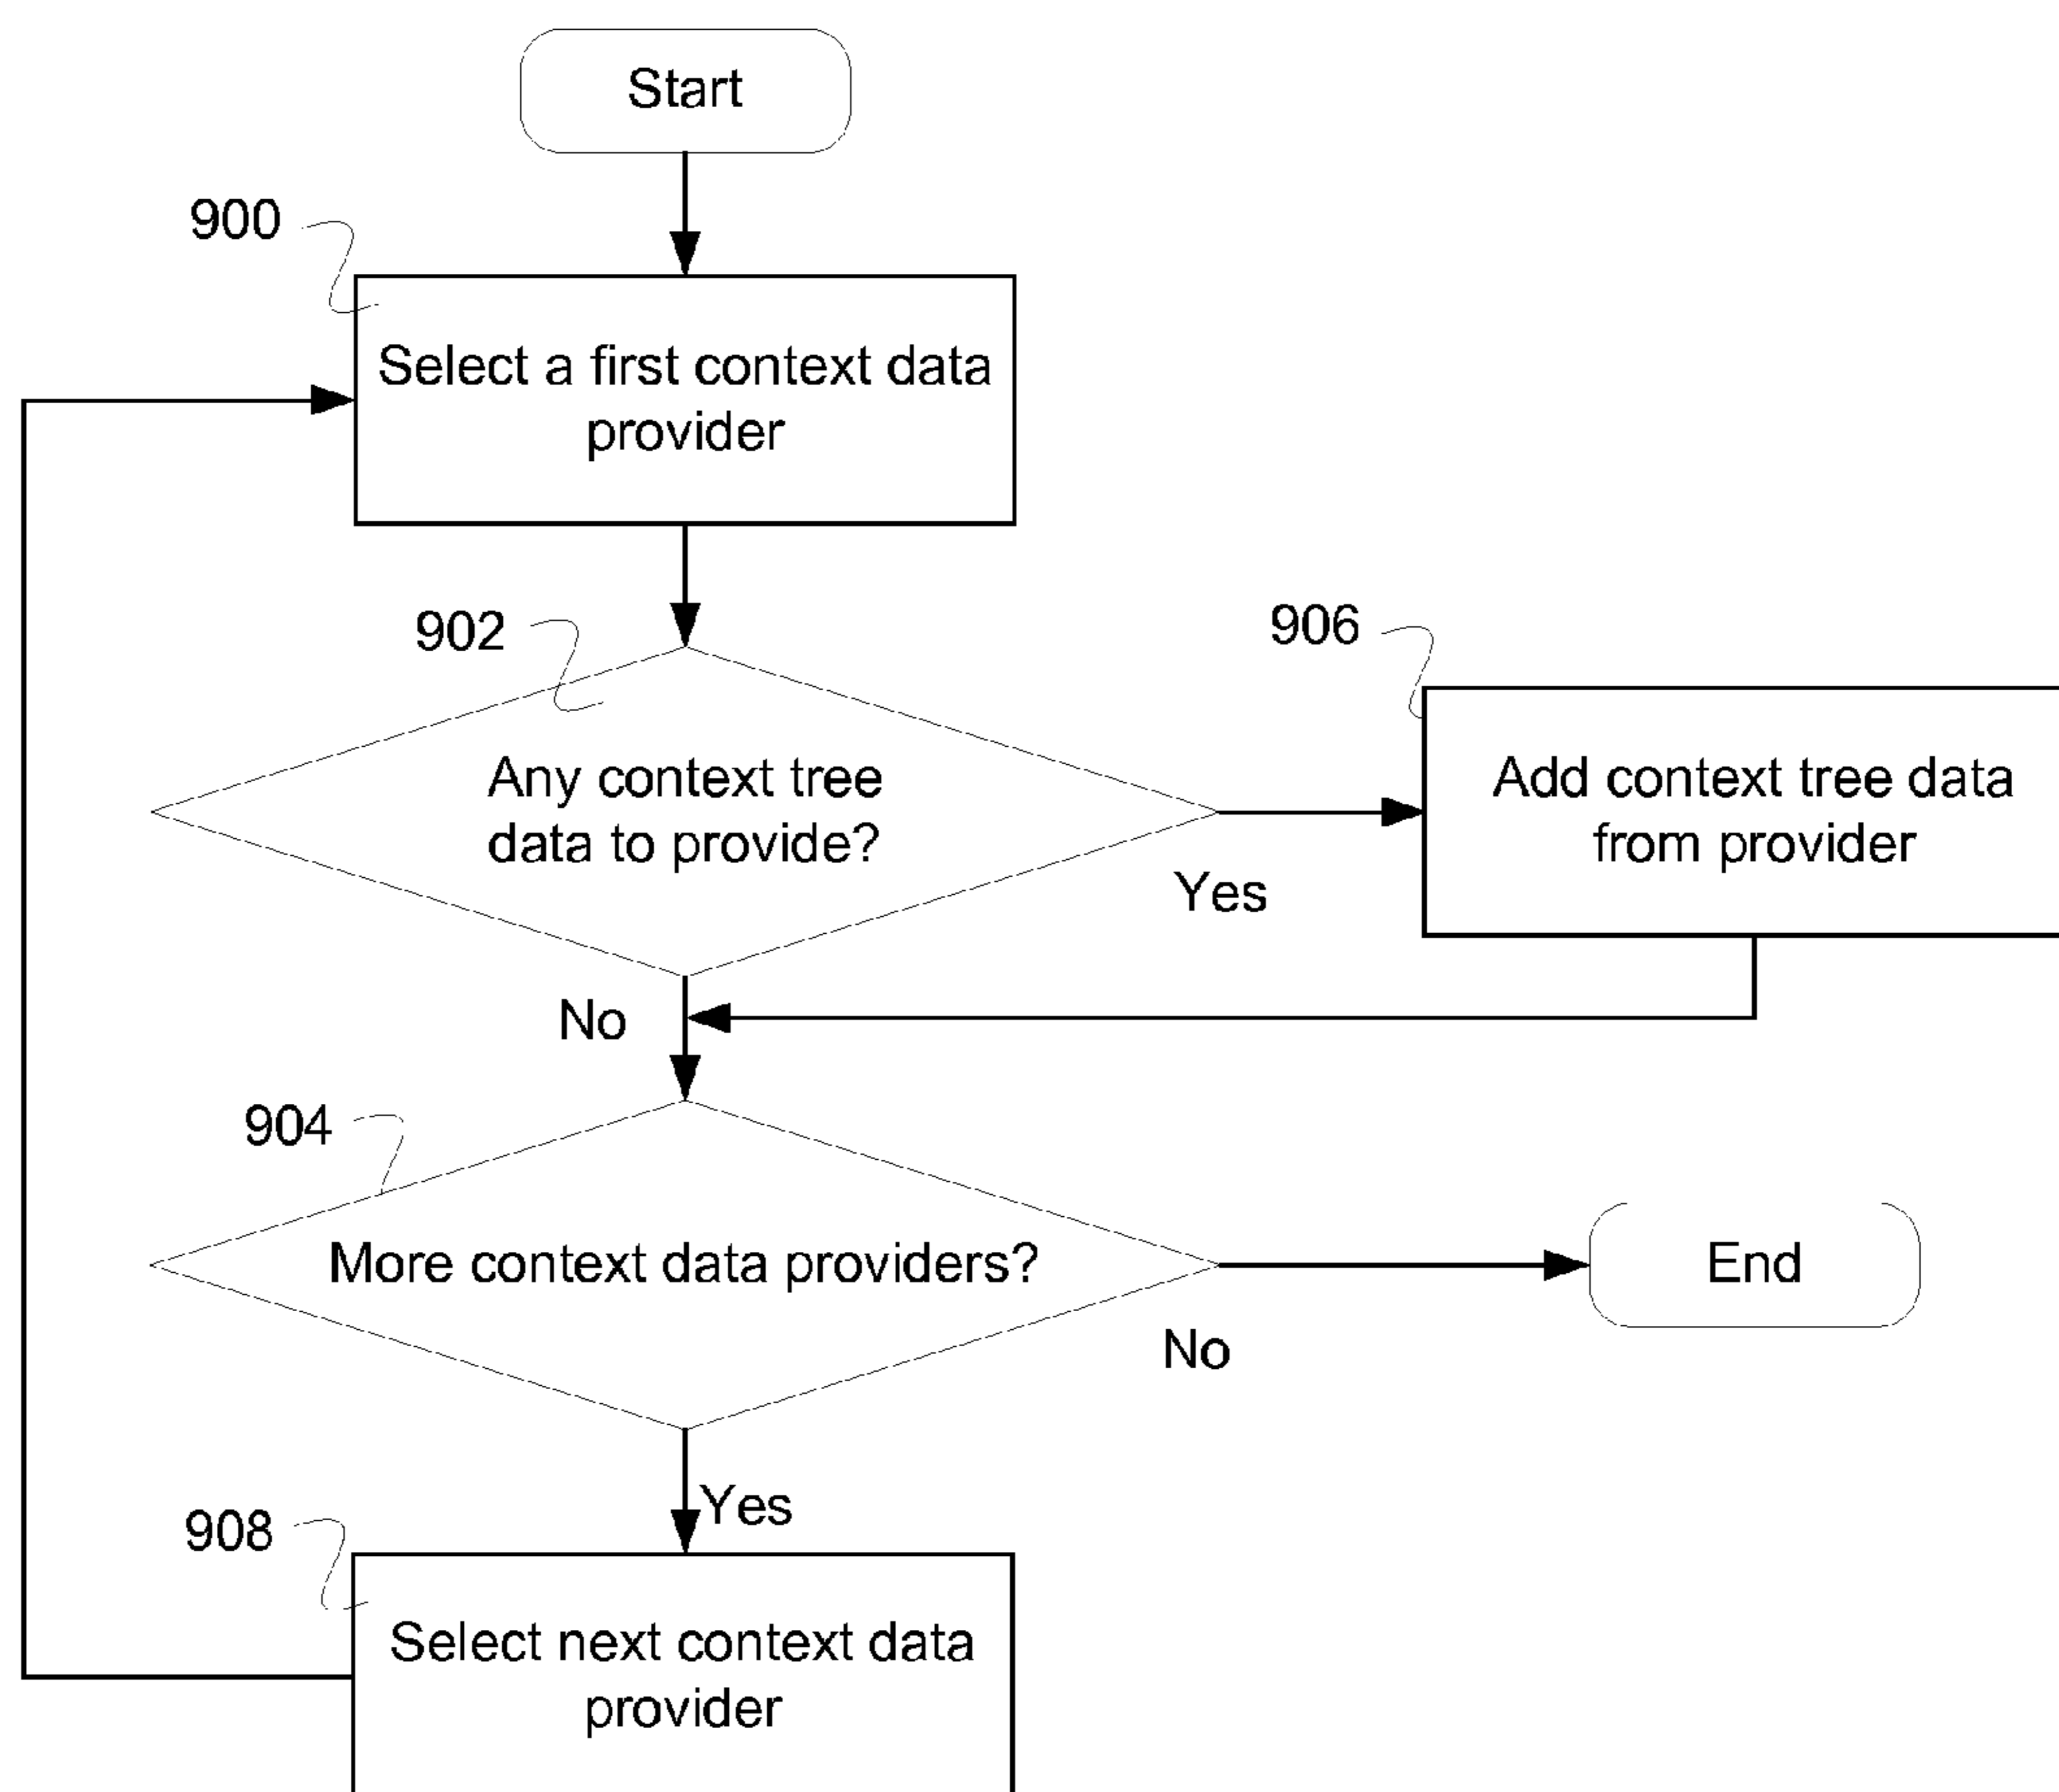 Start
900
Select a first context data
provider
902
906
Any context tree
data to provide?
Add context tree data
from provider
Yes
No
904
More context data providers?
End
No
Yes
908
Select next context data
provider